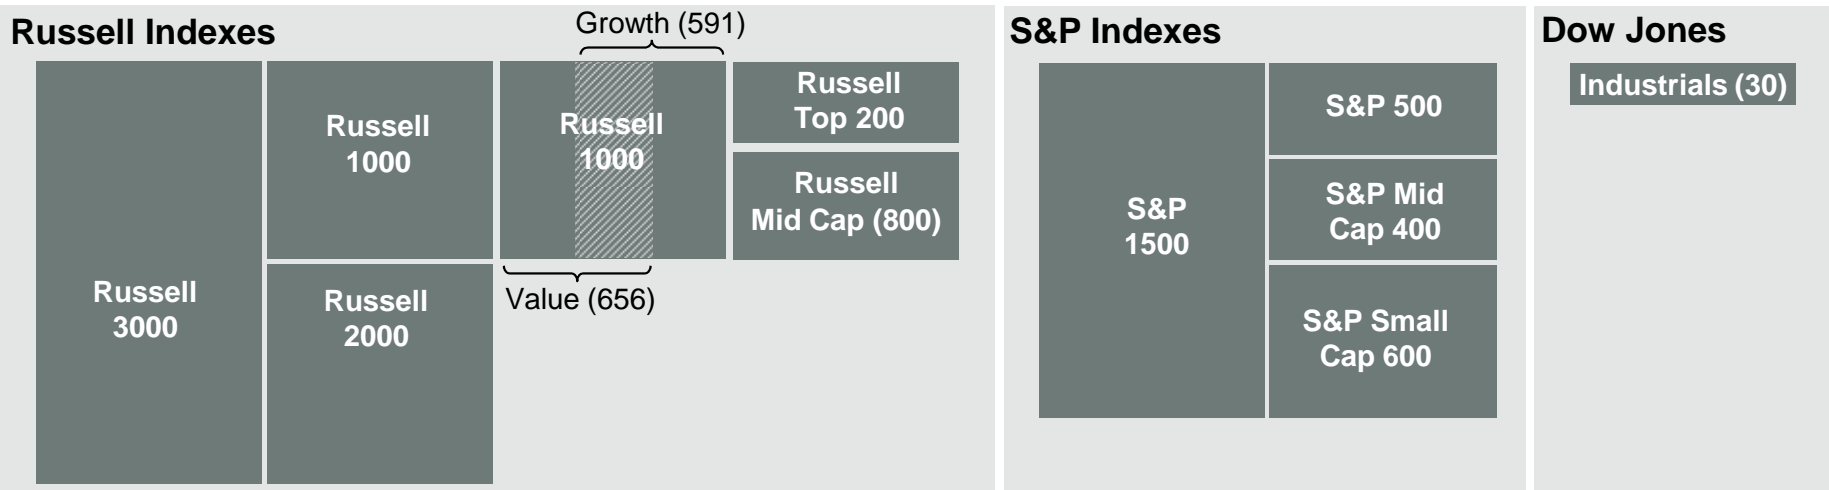 Russell Indexes
Growth (591)
Russell
3000
Russell
1000
Russell
2000
Russell
1000
Value (656)
Russell
Top 200
Russell
Mid Cap (800)
S&P Indexes
S&P
1500
S&P 500
S&P Mid
Cap 400
S&P Small
Cap 600
Dow Jones
Industrials (30)